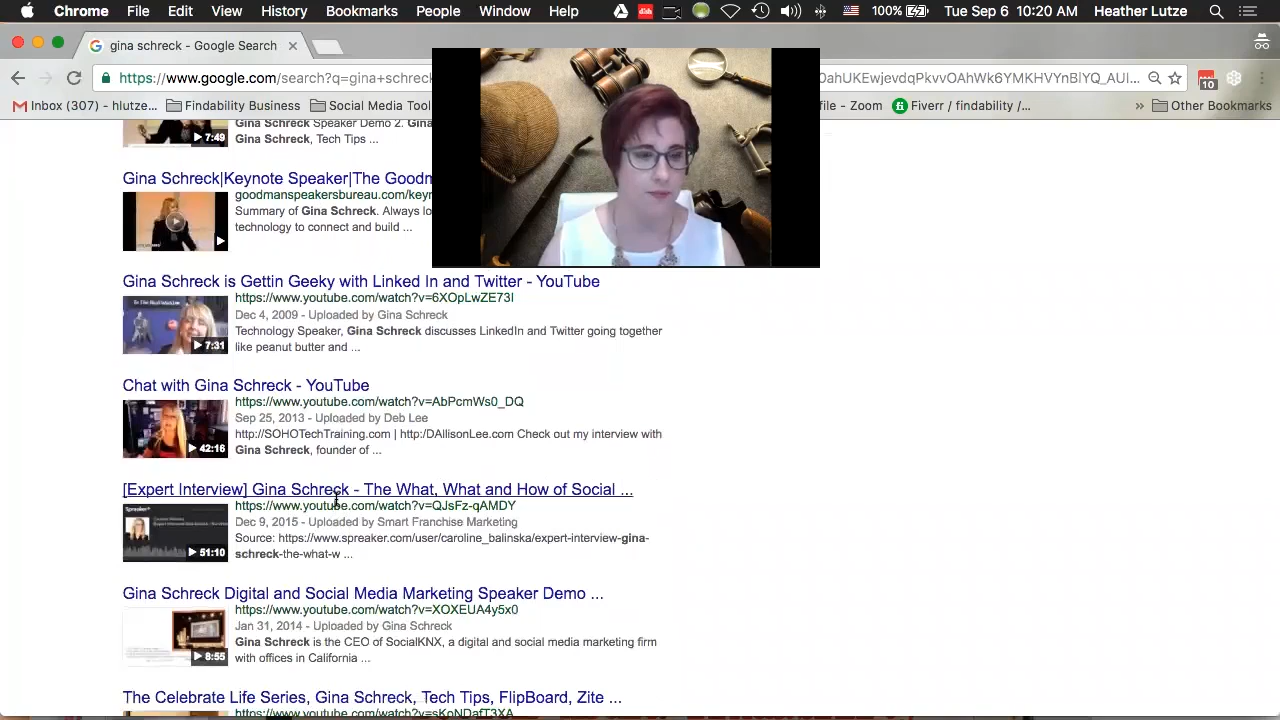 Chrome File Edit View History Bookmarks People Window Help
100% Tue Sep 6 10:20 AM Heather Lutze
gina schreck - Google Search
https://www.google.com/search?q=gina+schreck
10
Inbox (307) - hlutze... Findability Business Social Media Tool
file - Zoom Fiverr / findability /... » Other Bookmarks
Gina Schreck Speaker Demo 2. Gina
7:49
Gina Schreck, Tech Tips ...
Gina Schreck|Keynote Speaker|The Goodm
goodmanspeakersbureau.com/keyn
Summary of Gina Schreck. Always lo
technology to connect and build ...
Gina Schreck is Gettin Geeky with Linked In and Twitter - YouTube
https://www.youtube.com/watch?v=6XOpLwZE73I
Dec 4, 2009 - Uploaded by Gina Schreck
Technology Speaker, Gina Schreck discusses LinkedIn and Twitter going together
7:31
like peanut butter and ...
Chat with Gina Schreck - YouTube
https://www.youtube.com/watch?v=AbPcmWs0_DQ
Sep 25, 2013 - Uploaded by Deb Lee
http://SOHOTechTraining.com | http:/DAllisonLee.com Check out my interview with
42:16
Gina Schreck, founder of ...
[Expert Interview] Gina Schreck - The What, What and How of Social ...
https://www.youtube.com/watch?v=QJsFz-qAMDY
Dec 9, 2015 - Uploaded by Smart Franchise Marketing
Source: https://www.spreaker.com/user/caroline_balinska/expert-interview-gina-
51:10
schreck-the-what-w ...
Gina Schreck Digital and Social Media Marketing Speaker Demo ...
https://www.youtube.com/watch?v=XOXEUA4y5x0
Jan 31, 2014 - Uploaded by Gina Schreck
Gina Schreck is the CEO of SocialKNX, a digital and social media marketing firm
8:55
with offices in California ...
The Celebrate Life Series, Gina Schreck, Tech Tips, FlipBoard, Zite ...
https://www.youtube.com/watch?v=sKoNDafT3XA